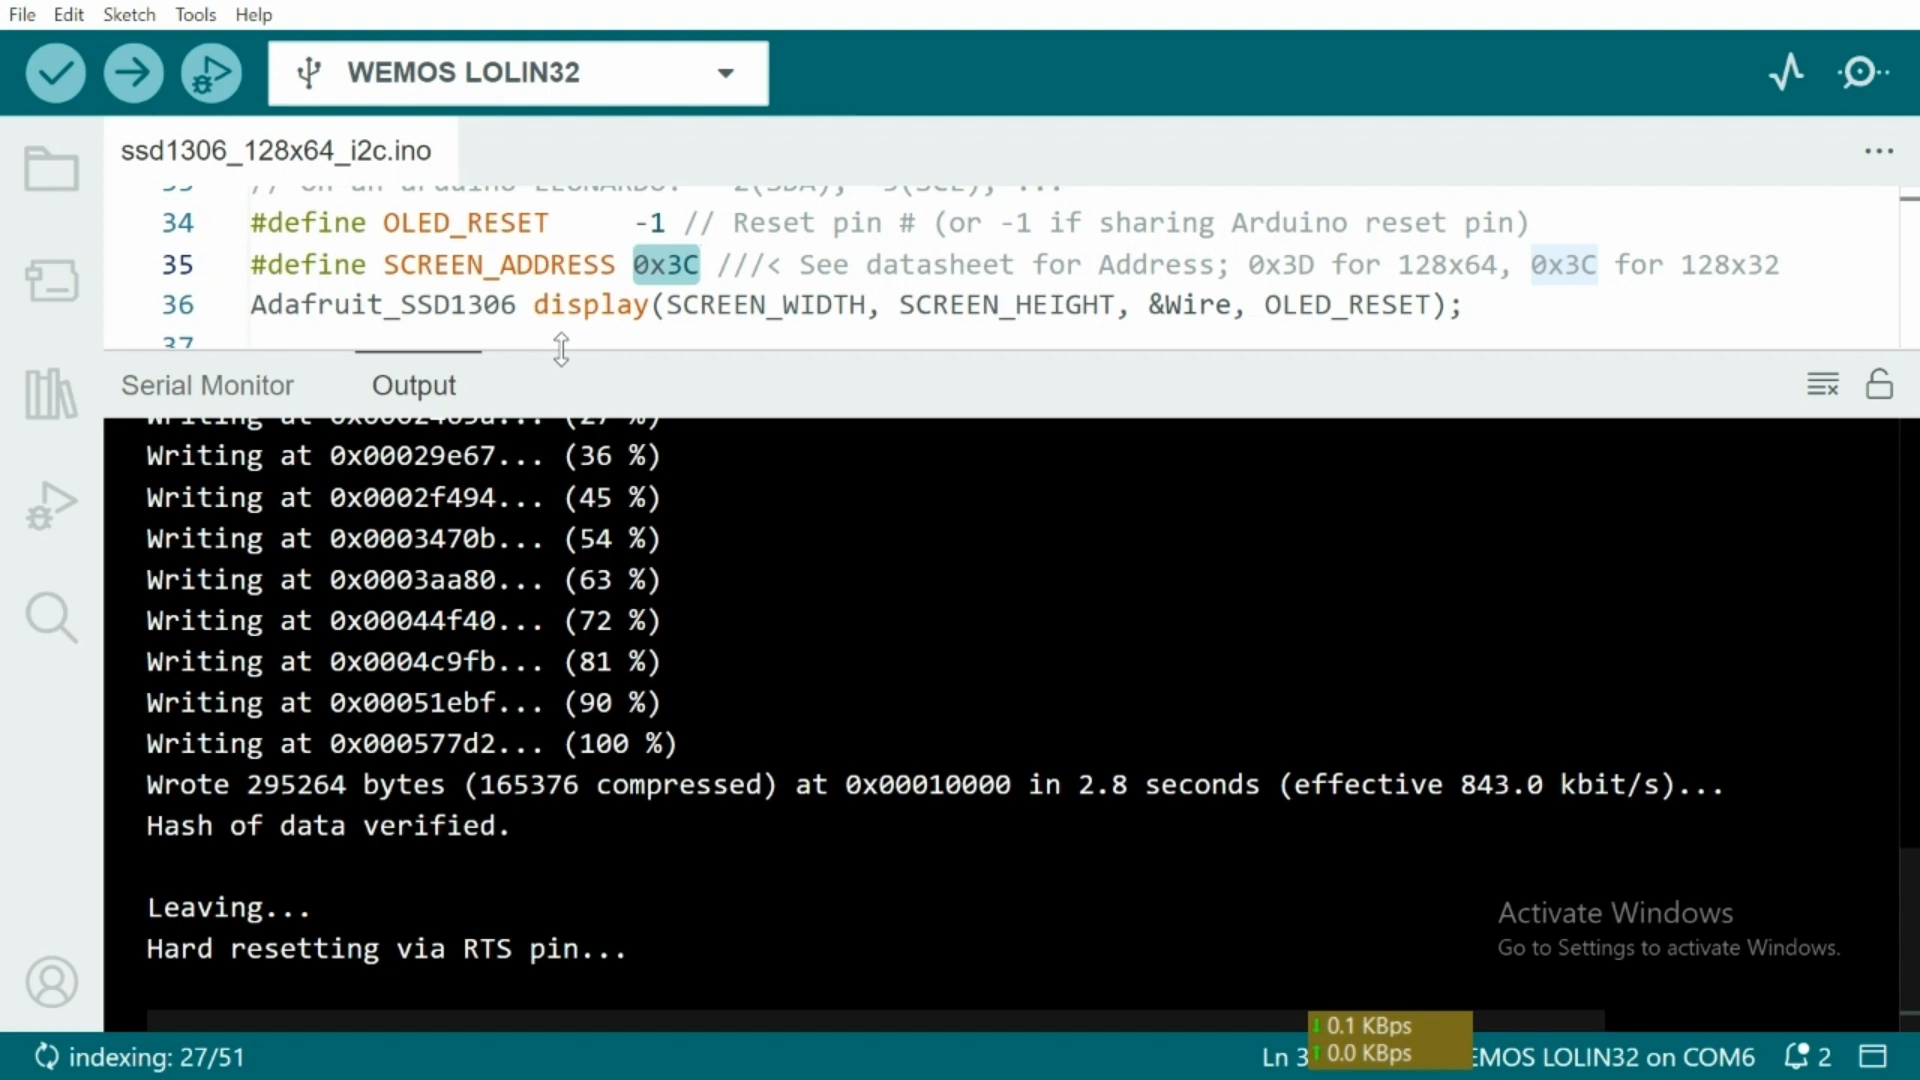 File Edit Sketch Tools Help
WEMOS LOLIN32
ssd1306_128x64_i2c.ino
34 #define OLED_RESET -1 // Reset pin # (or -1 if sharing Arduino reset pin)
35 #define SCREEN_ADDRESS 0x3C ///< See datasheet for Address; 0x3D for 128x64, 0x3C for 128x32
36 Adafruit_SSD1306 display(SCREEN_WIDTH, SCREEN_HEIGHT, &Wire, OLED_RESET);
37
Serial Monitor Output
Writing at 0x00029e67... (36 %)
Writing at 0x0002f494... (45 %)
Writing at 0x0003470b... (54 %)
Writing at 0x0003aa80... (63 %)
Writing at 0x00044f40... (72 %)
Writing at 0x0004c9fb... (81 %)
Writing at 0x00051ebf... (90 %)
Writing at 0x000577d2... (100 %)
Wrote 295264 bytes (165376 compressed) at 0x00010000 in 2.8 seconds (effective 843.0 kbit/s)...
Hash of data verified.
Leaving...
Hard resetting via RTS pin...
Activate Windows
Go to Settings to activate Windows.
0.1 KBps
0.0 KBps
indexing: 27/51 Ln 3 EMOS LOLIN32 on COM6 2